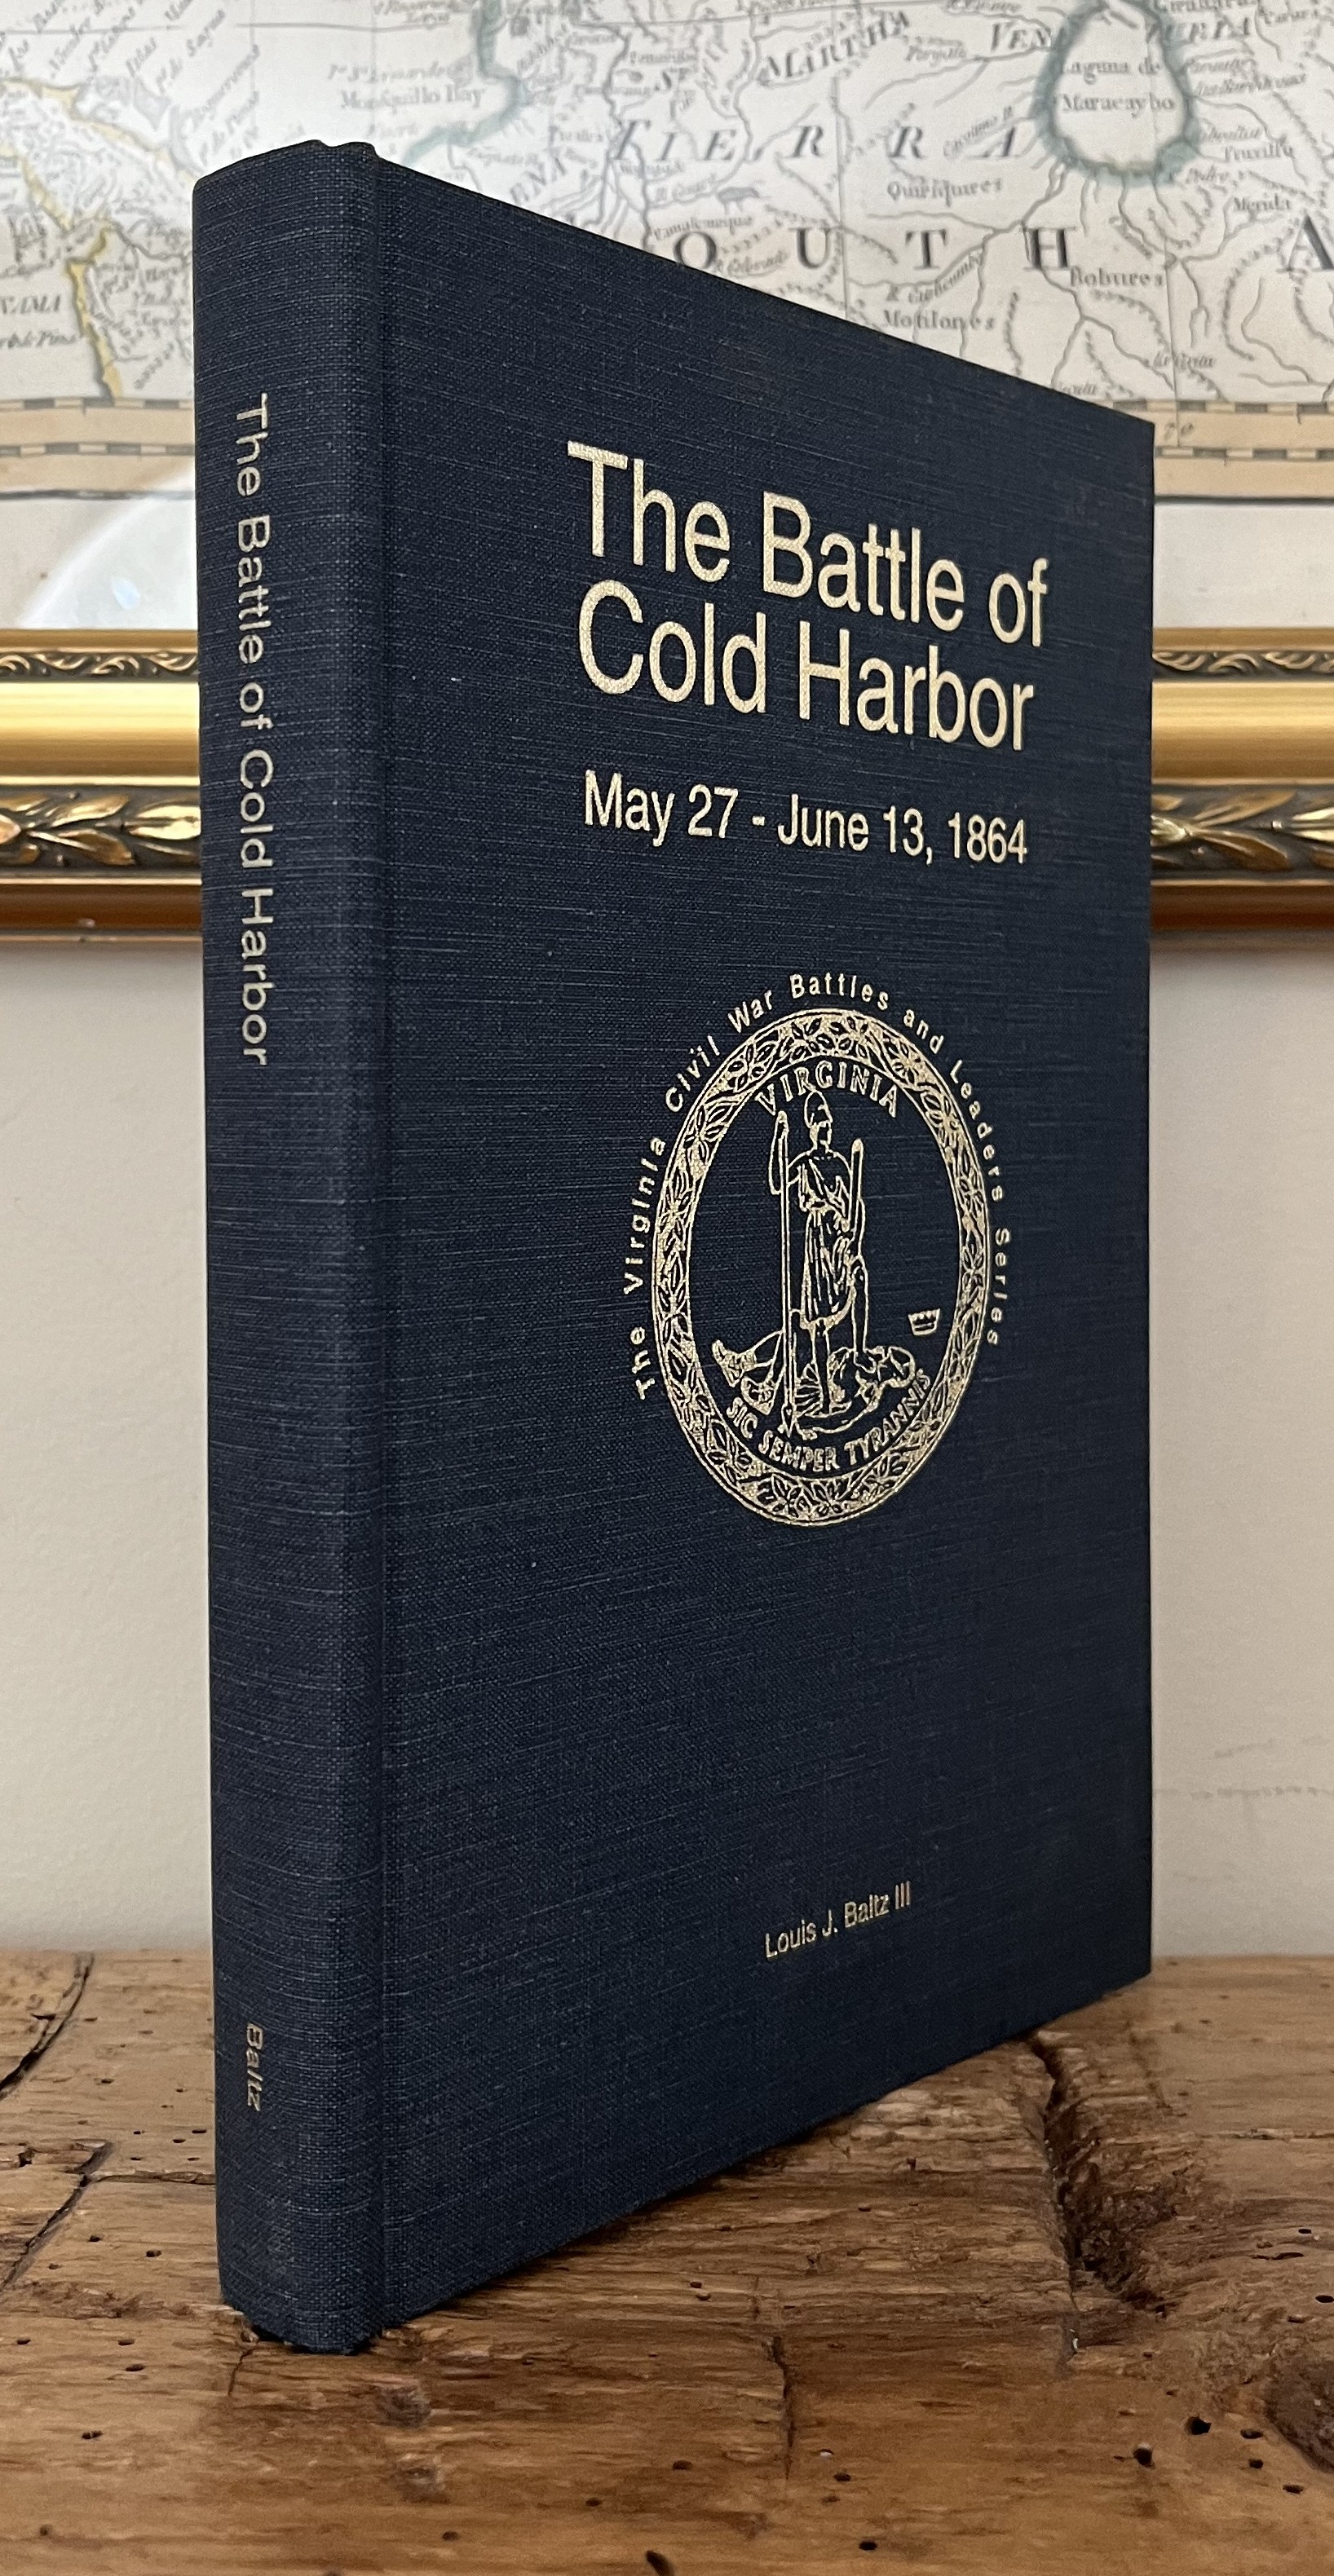 The Battle of
Cold Harbor
May 27 - June 13, 1864
The Virginia Civil War Battles and Leaders Series
VIRGINIA
SIC SEMPER TYRANNIS
Louis J. Baltz III
The Battle of Cold Harbor
Baltz
MARTHA
Laguna de
Maracaybo
Mosquillo Bay
TIERRA
Quiriquires
Truxillo
Merida
OUTH A
Bobures
Motilones
70